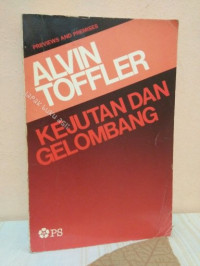 PREVIEWS AND PREMISES
ALVIN
TOFFLER
KEJUTAN DAN
GELOMBANG
PS